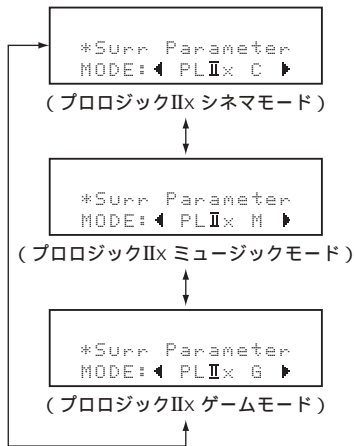 *Surr Parameter
MODE:◀ PLⅡx C ▶
(プロロジックⅡx シネマモード)
*Surr Parameter
MODE:◀ PLⅡx M ▶
(プロロジックⅡx ミュージックモード)
*Surr Parameter
MODE:◀ PLⅡx G ▶
(プロロジックⅡx ゲームモード)